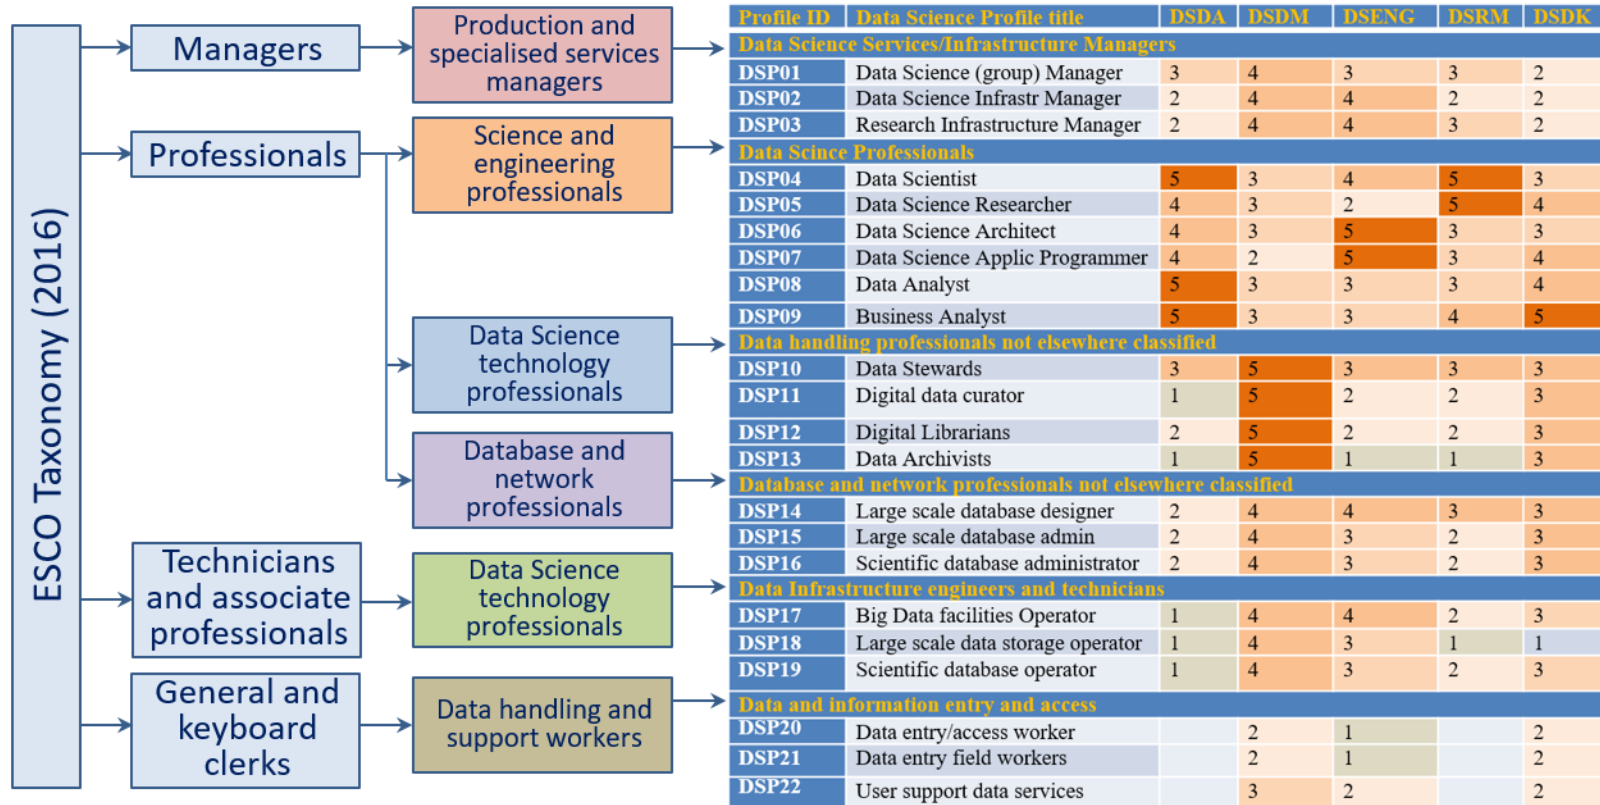 ESCO Taxonomy (2016)
Managers
Professionals
Technicians
and associate
professionals
General and
keyboard
clerks
Production and
specialised services
managers
Science and
engineering
professionals
Data Science
technology
professionals
Database and
network
professionals
Data Science
technology
professionals
Data handling and
support workers
Profile ID Data Science Profile title DSDA DSDM DSENG DSRM DSDK
Data Science Services/Infrastructure Managers
DSP01 Data Science (group) Manager 3 4 3 3 2
DSP02 Data Science Infrastr Manager 2 4 4 2 2
DSP03 Research Infrastructure Manager 2 4 4 3 2
Data Scince Professionals
DSP04 Data Scientist 5 3 4 5 3
DSP05 Data Science Researcher 4 3 2 5 4
DSP06 Data Science Architect 4 3 5 3 3
DSP07 Data Science Applic Programmer 4 2 5 3 4
DSP08 Data Analyst 5 3 3 3 4
DSP09 Business Analyst 5 3 3 4 5
Data handling professionals not elsewhere classified
DSP10 Data Stewards 3 5 3 3 3
DSP11 Digital data curator 1 5 2 2 3
DSP12 Digital Librarians 2 5 2 2 3
DSP13 Data Archivists 1 5 1 1 3
Database and network professionals not elsewhere classified
DSP14 Large scale database designer 2 4 4 3 3
DSP15 Large scale database admin 2 4 3 2 3
DSP16 Scientific database administrator 2 4 3 2 3
Data Infrastructure engineers and technicians
DSP17 Big Data facilities Operator 1 4 4 2 3
DSP18 Large scale data storage operator 1 4 3 1 1
DSP19 Scientific database operator 1 4 3 2 3
Data and information entry and access
DSP20 Data entry/access worker 2 1 2
DSP21 Data entry field workers 2 1 2
DSP22 User support data services 3 2 2